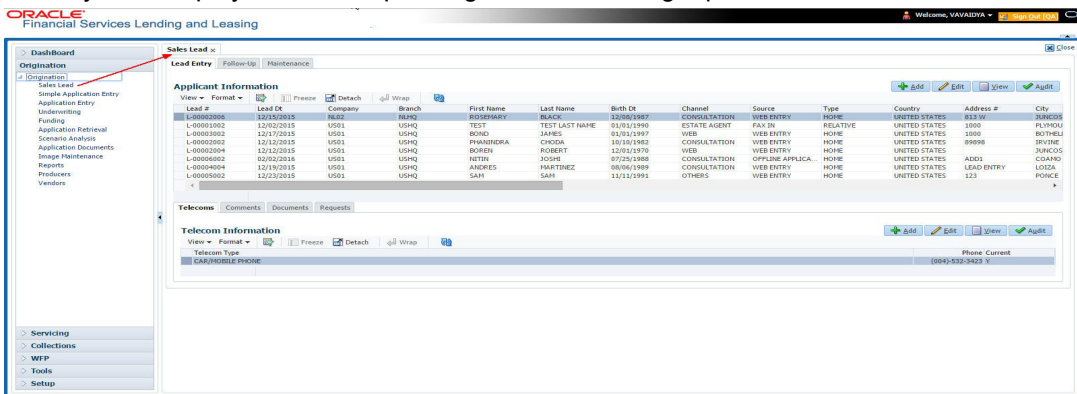 ORACLE
Financial Services Lending and Leasing
Welcome, VAVAIDYA
Sign Out [QA]
DashBoard
Origination
Origination
Sales Lead
Simple Application Entry
Application Entry
Underwriting
Funding
Application Retrieval
Scenario Analysis
Application Documents
Image Maintenance
Reports
Producers
Vendors
Servicing
Collections
WFP
Tools
Setup
Sales Lead x
Close
Lead Entry Follow-Up Maintenance
Applicant Information
Add Edit View Audit
View Format Freeze Detach Wrap
Lead # Lead Dt Company Branch First Name Last Name Birth Dt Channel Source Type Country Address # City
L-00002006 12/15/2015 NL02 NLHQ ROSEMARY BLACK 12/08/1987 CONSULTATION WEB ENTRY HOME UNITED STATES 813 W JUNCOS
L-00001002 12/02/2015 US01 USHQ TEST TEST LAST NAME 01/01/1990 ESTATE AGENT FAX IN RELATIVE UNITED STATES 1000 PLYMOU
L-00003002 12/17/2015 US01 USHQ BOND JAMES 01/01/1997 WEB WEB ENTRY HOME UNITED STATES 1000 BOTHELL
L-00002002 12/12/2015 US01 USHQ PHANINDRA CHODA 10/10/1982 CONSULTATION WEB ENTRY HOME UNITED STATES 89898 IRVINE
L-00002004 12/12/2015 US01 USHQ BOREN ROBERT 12/01/1970 WEB WEB ENTRY HOME UNITED STATES JUNCOS
L-00006002 02/02/2016 US01 USHQ NITIN JOSHI 07/25/1988 CONSULTATION OFFLINE APPLICA... HOME UNITED STATES ADD1 COAMO
L-00004004 12/19/2015 US01 USHQ ANDRES MARTINEZ 08/06/1989 CONSULTATION WEB ENTRY HOME UNITED STATES LEAD ENTRY LOIZA
L-00005002 12/23/2015 US01 USHQ SAM SAM 11/11/1991 OTHERS WEB ENTRY HOME UNITED STATES 123 PONCE
Telecoms Comments Documents Requests
Telecom Information
Add Edit View Audit
View Format Freeze Detach Wrap
Telecom Type Phone Current
CAR/MOBILE PHONE (004)-532-3423 Y